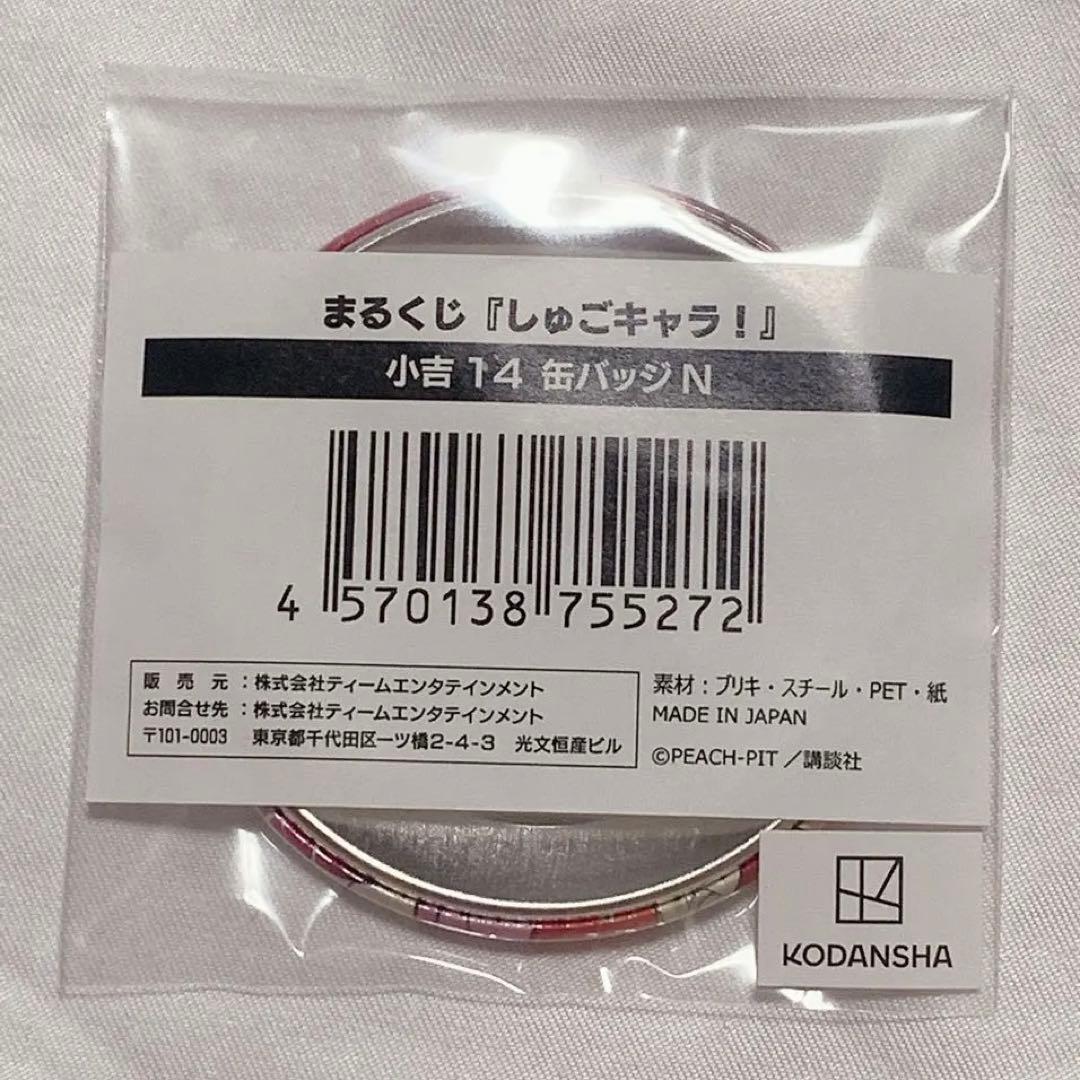 まるくじ『しゅごキャラ！』
小吉14 缶バッジN
4 570138 755272
販売元：株式会社ティームエンタテインメント
お問合せ先：株式会社ティームエンタテインメント
〒101-0003 東京都千代田区一ツ橋2-4-3 光文恒産ビル
素材：ブリキ・スチール・PET・紙
MADE IN JAPAN
©PEACH-PIT／講談社
KODANSHA